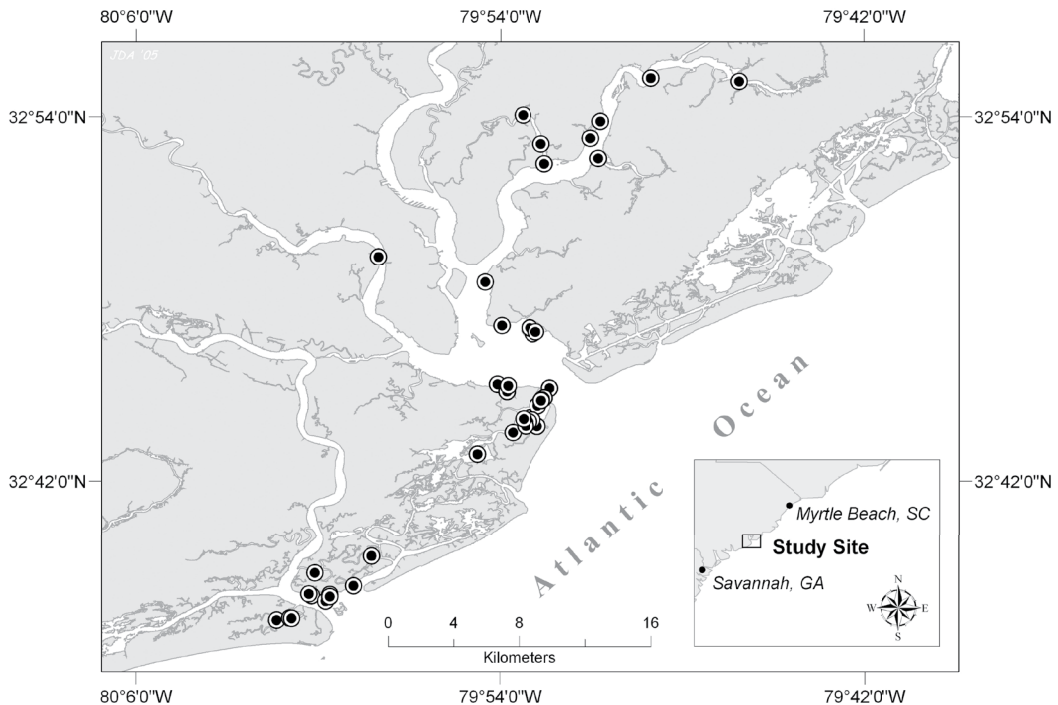 80°6'0"W 79°54'0"W 79°42'0"W
JDA '05
32°54'0"N 32°54'0"N
Atlantic Ocean
32°42'0"N 32°42'0"N
Myrtle Beach, SC
Study Site
Savannah, GA
N
W E
S
0 4 8 16
Kilometers
80°6'0"W 79°54'0"W 79°42'0"W